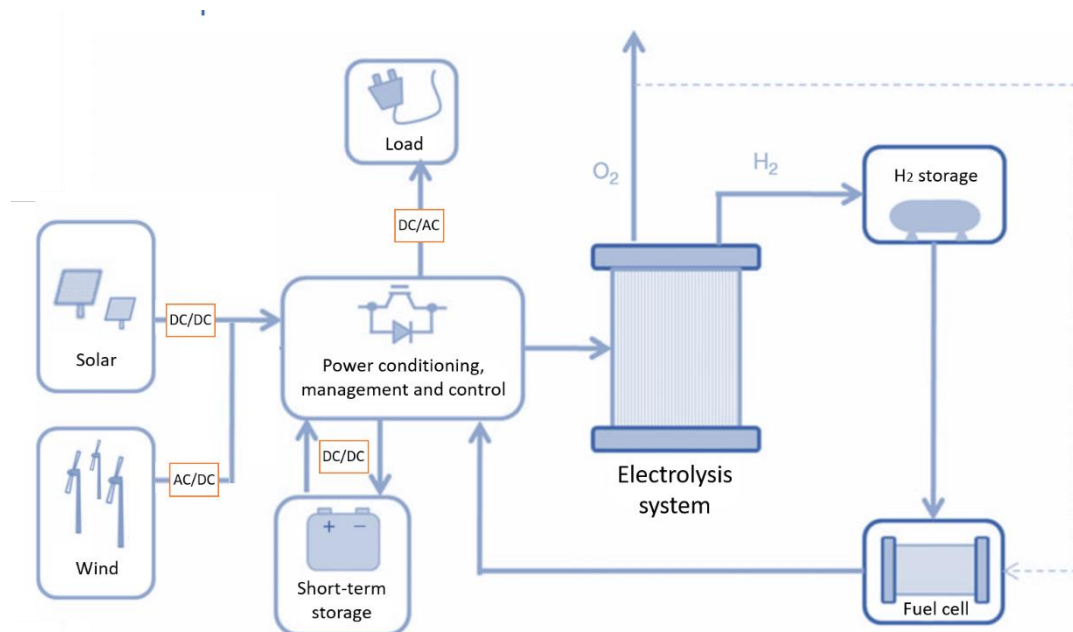 Load
DC/AC
O₂
H₂
H₂ storage
Solar
DC/DC
Power conditioning,
management and control
Wind
AC/DC
DC/DC
+ −
Short-term
storage
Electrolysis
system
Fuel cell